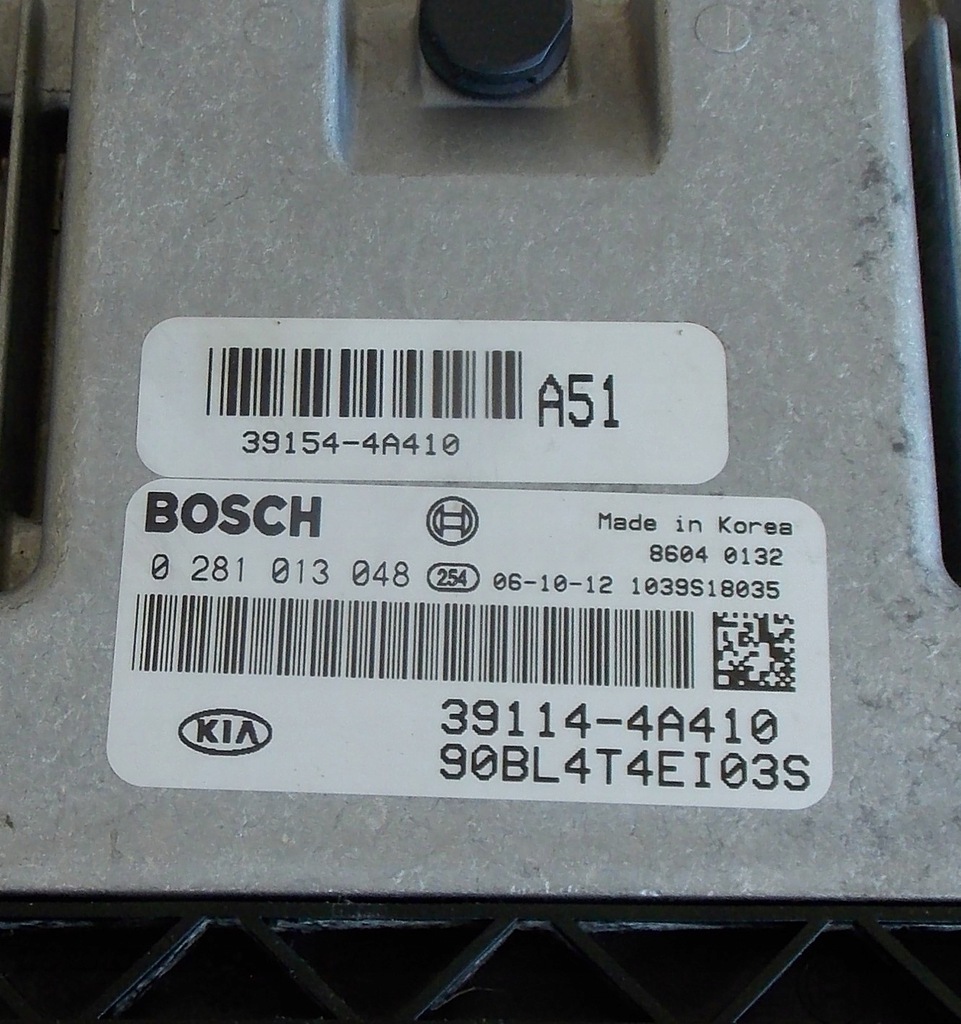 A51
39154-4A410
BOSCH
Made in Korea
8604 0132
0 281 013 048 254 06-10-12 1039S18035
KIA
39114-4A410
90BL4T4EI03S